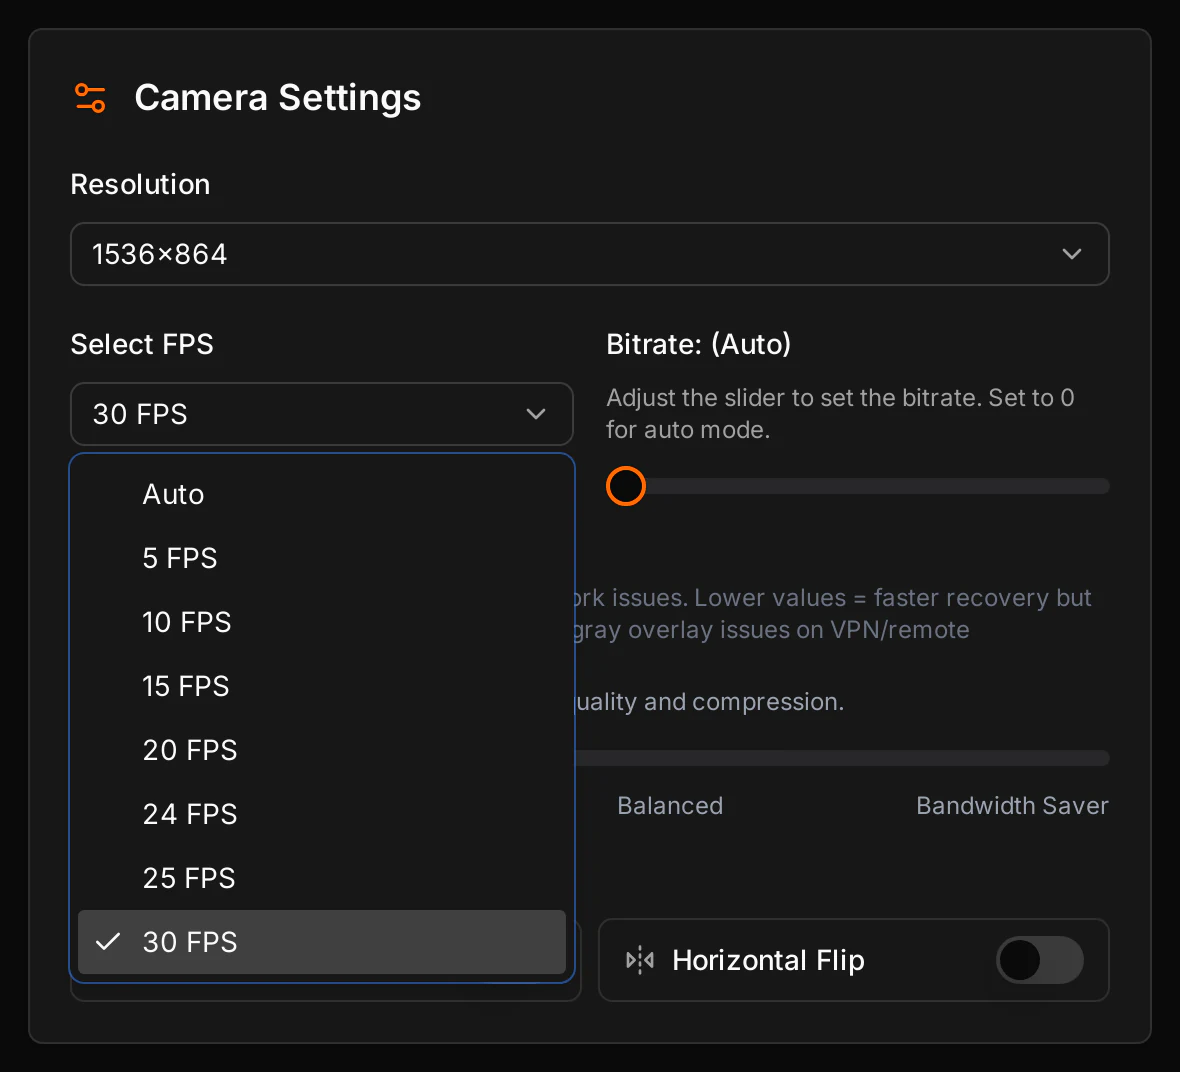 Camera Settings
Resolution
1536×864
Select FPS
30 FPS
Auto
5 FPS
10 FPS
15 FPS
20 FPS
24 FPS
25 FPS
30 FPS
Bitrate: (Auto)
Adjust the slider to set the bitrate. Set to 0
for auto mode.
issues. Lower values = faster recovery but
gray overlay issues on VPN/remote
and compression.
Balanced
Bandwidth Saver
Horizontal Flip